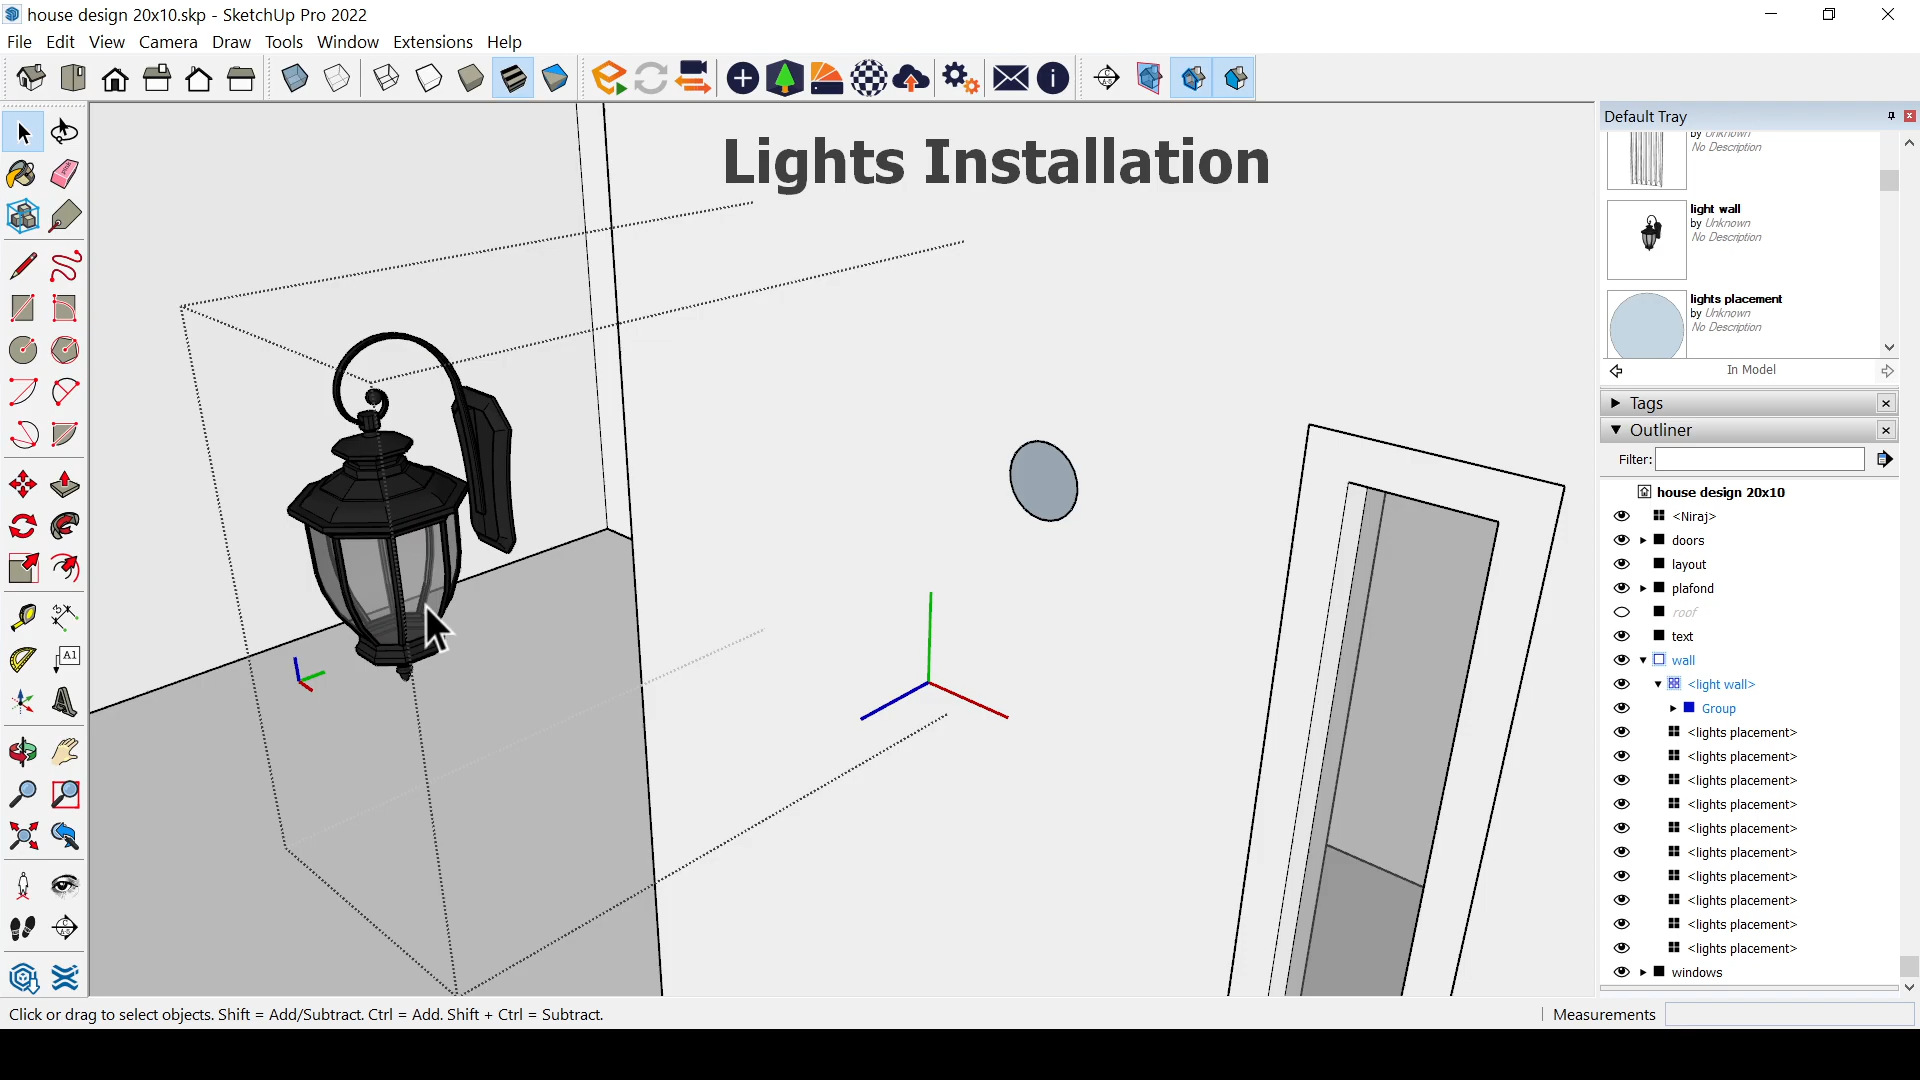 house design 20x10.skp - SketchUp Pro 2022
File Edit View Camera Draw Tools Window Extensions Help
Lights Installation
Default Tray
by Unknown
No Description
light wall
by Unknown
No Description
lights placement
by Unknown
No Description
In Model
Tags
Outliner
Filter:
house design 20x10
<Niraj>
doors
layout
plafond
roof
text
wall
<light wall>
Group
<lights placement>
<lights placement>
<lights placement>
<lights placement>
<lights placement>
<lights placement>
<lights placement>
<lights placement>
<lights placement>
<lights placement>
windows
A1
Click or drag to select objects. Shift = Add/Subtract. Ctrl = Add. Shift + Ctrl = Subtract.
Measurements